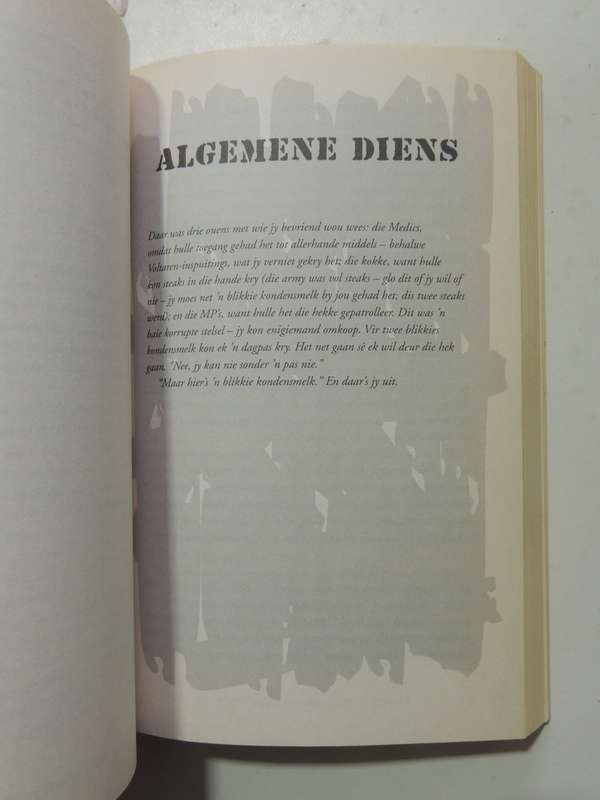 ALGEMENE DIENS
Daar was drie ouens met wie jy bevriend wou wees: die Medics,
omdat hulle toegang gehad het tot allerhande middels – behalwe
Voltaren-inspuitings, wat jy verniet gekry het; die kokke, want hulle
kon steaks in die hande kry (die army was vol steaks – glo dit of jy wil of
nie – jy moes net ’n blikkie kondensmelk by jou gehad het; dis twee steaks
werd); en die MP’s, want hulle het die hekke gepatrolleer. Dit was ’n
baie korrupte stelsel – jy kon enigiemand omkoop. Vir twee blikkies
kondensmelk kon ek ’n dagpas kry. Het net gaan sê ek wil deur die hek
gaan. “Nee, jy kan nie sonder ’n pas nie.”
“Maar hier’s ’n blikkie kondensmelk.” En daar’s jy uit.